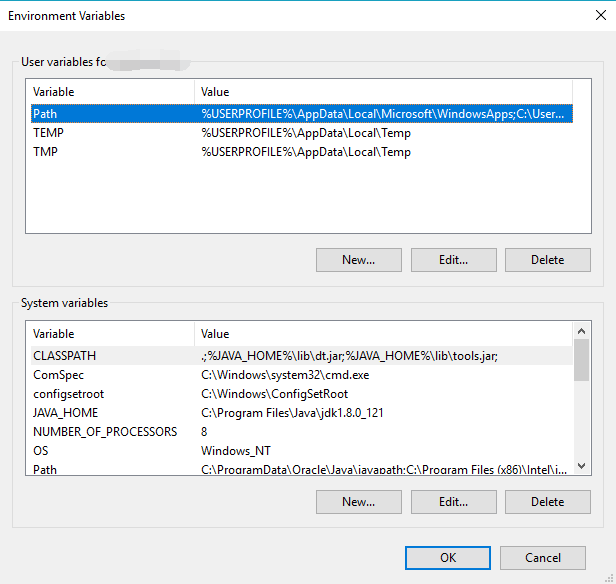 Environment Variables
User variables fo
Variable Value
Path %USERPROFILE%\AppData\Local\Microsoft\WindowsApps;C:\User...
TEMP %USERPROFILE%\AppData\Local\Temp
TMP %USERPROFILE%\AppData\Local\Temp
New... Edit... Delete
System variables
Variable Value
CLASSPATH .;%JAVA_HOME%\lib\dt.jar;%JAVA_HOME%\lib\tools.jar;
ComSpec C:\Windows\system32\cmd.exe
configsetroot C:\Windows\ConfigSetRoot
JAVA_HOME C:\Program Files\Java\jdk1.8.0_121
NUMBER_OF_PROCESSORS 8
OS Windows_NT
Path C:\ProgramData\Oracle\Java\javapath;C:\Program Files (x86)\Intel\i...
New... Edit... Delete
OK Cancel